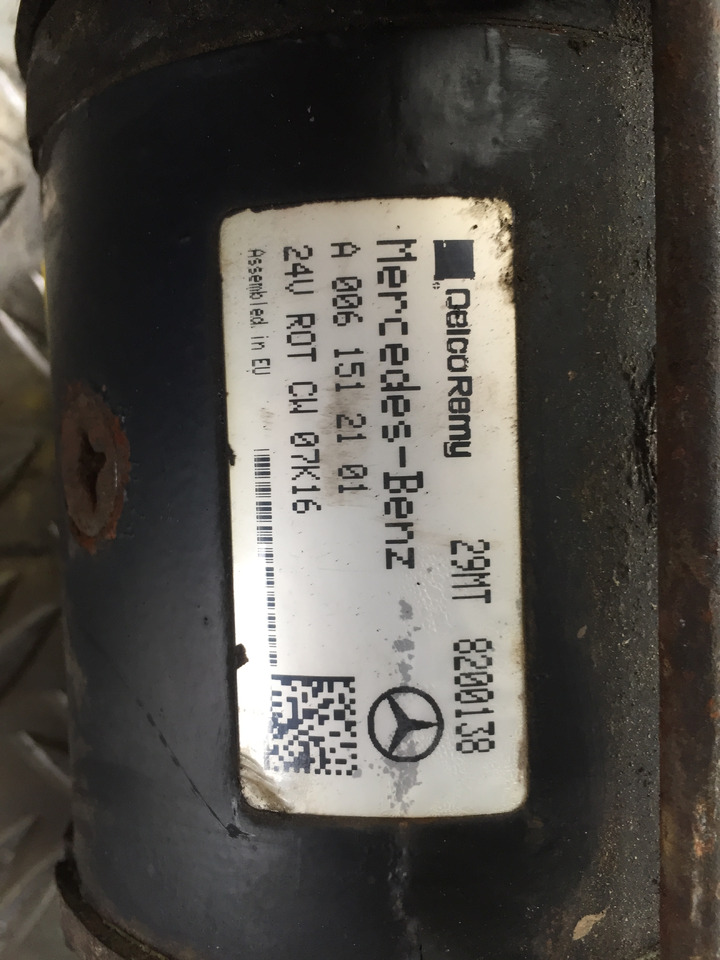 DelcoRemy 29MT 8200138
Mercedes-Benz
A 006 151 21 01
24V ROT CW 07K16
Assembled in EU